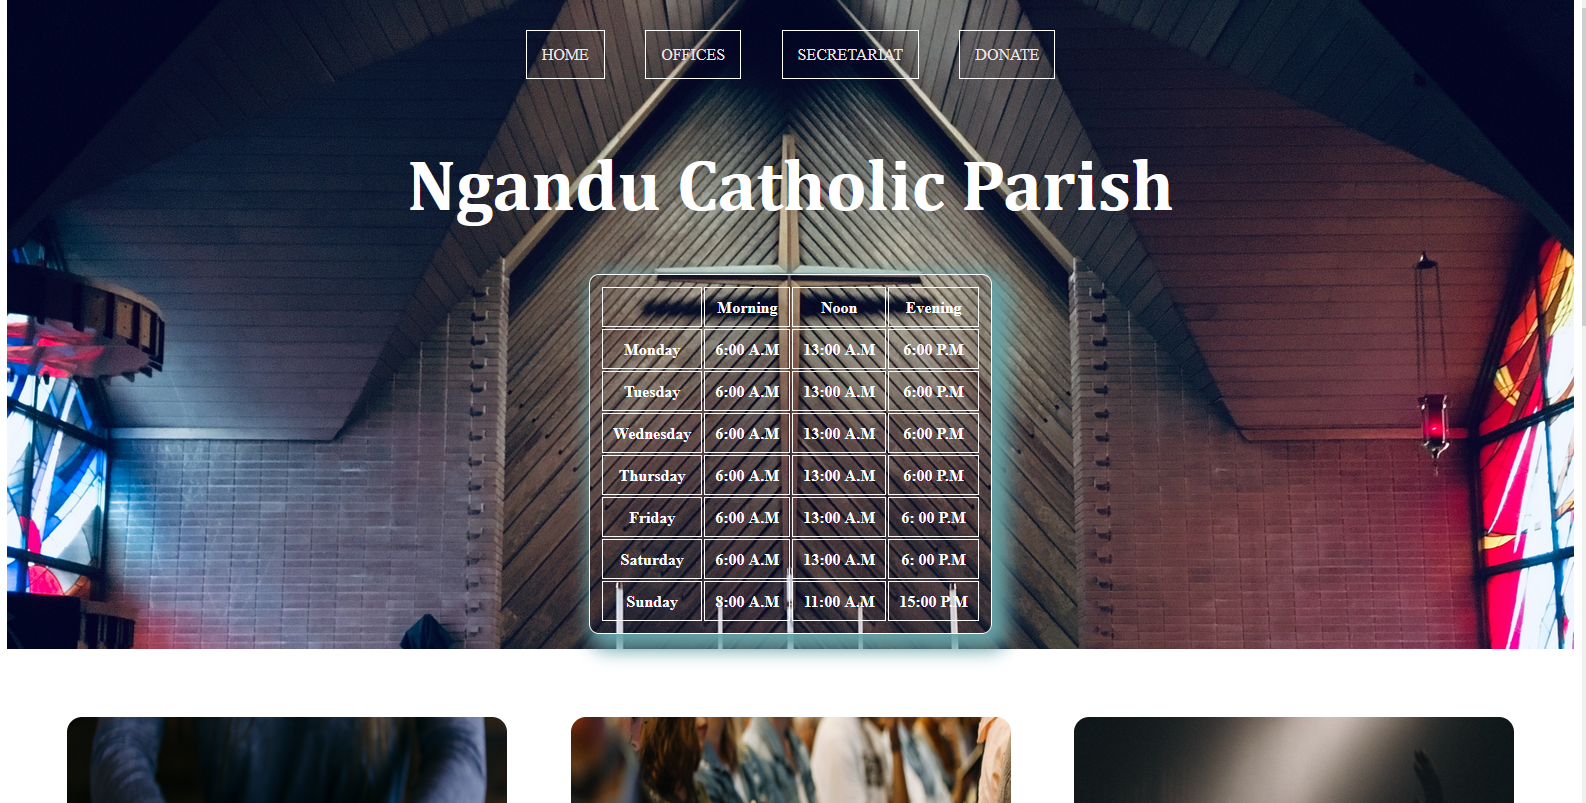 HOME OFFICES SECRETARIAT DONATE
Ngandu Catholic Parish
Morning Noon Evening
Monday 6:00 A.M 13:00 A.M 6:00 P.M
Tuesday 6:00 A.M 13:00 A.M 6:00 P.M
Wednesday 6:00 A.M 13:00 A.M 6:00 P.M
Thursday 6:00 A.M 13:00 A.M 6:00 P.M
Friday 6:00 A.M 13:00 A.M 6: 00 P.M
Saturday 6:00 A.M 13:00 A.M 6: 00 P.M
Sunday 8:00 A.M 11:00 A.M 15:00 P.M